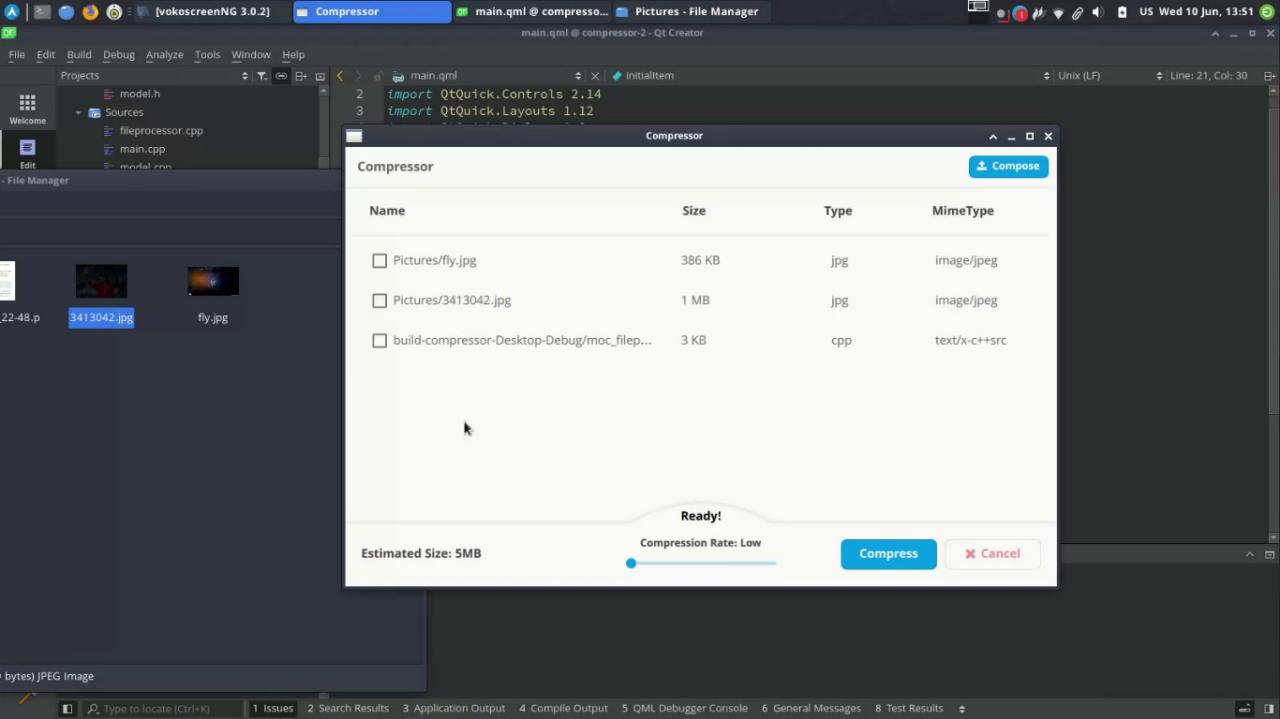 [vokoscreenNG 3.0.2]
Compressor
main.qml @ compresso...
Pictures - File Manager
US Wed 10 Jun, 13:51
main.qml @ compressor-2 - Qt Creator
File Edit Build Debug Analyze Tools Window Help
Projects
main.qml
initialItem
Unix (LF)
Line: 21, Col: 30
Welcome
Edit
model.h
Sources
fileprocessor.cpp
main.cpp
model.cpp
2 import QtQuick.Controls 2.14
3 import QtQuick.Layouts 1.12
- File Manager
_22-48.p
3413042.jpg
fly.jpg
bytes) JPEG Image
Compressor
Compressor
Compose
Name Size Type MimeType
Pictures/fly.jpg 386 KB jpg image/jpeg
Pictures/3413042.jpg 1 MB jpg image/jpeg
build-compressor-Desktop-Debug/moc_filep... 3 KB cpp text/x-c++src
Ready!
Estimated Size: 5MB
Compression Rate: Low
Compress
Cancel
Type to locate (Ctrl+K)
1 Issues 2 Search Results 3 Application Output 4 Compile Output 5 QML Debugger Console 6 General Messages 8 Test Results